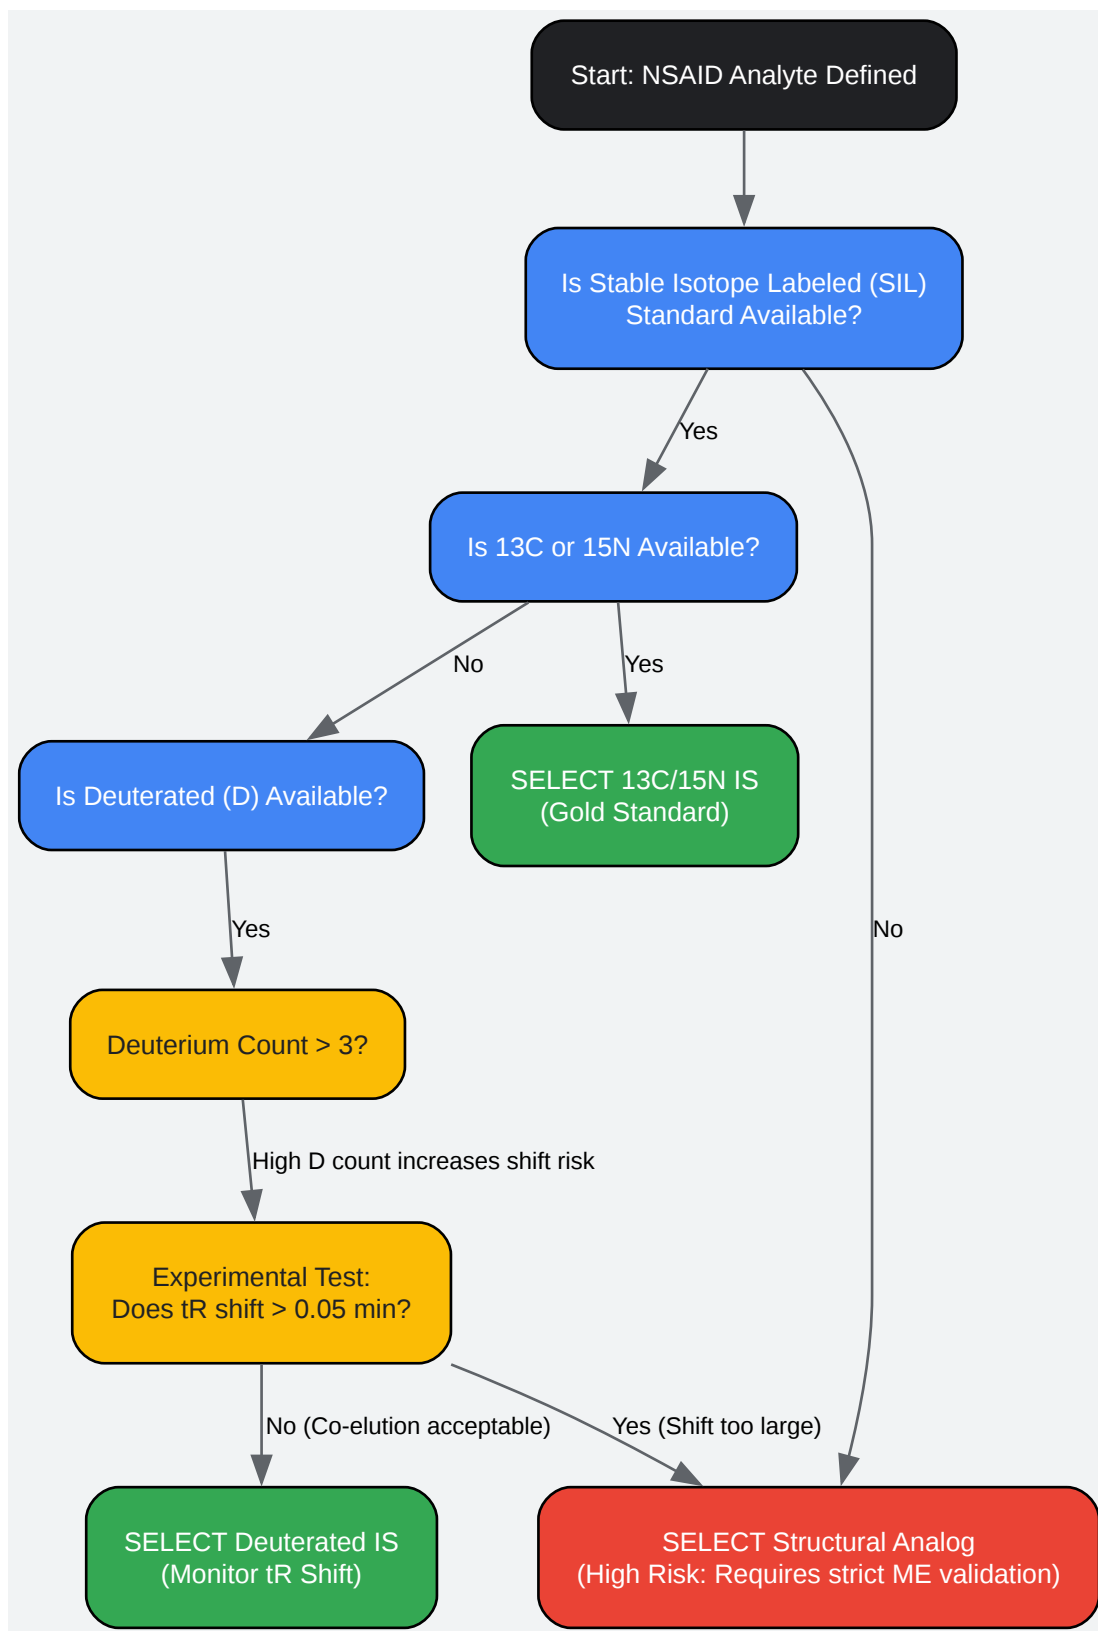 Start: NSAID Analyte Defined
Is Stable Isotope Labeled (SIL)
Standard Available?
Yes
Is 13C or 15N Available?
No
Yes
Is Deuterated (D) Available?
SELECT 13C/15N IS
(Gold Standard)
Yes
No
Deuterium Count > 3?
High D count increases shift risk
Experimental Test:
Does tR shift > 0.05 min?
No (Co-elution acceptable)
Yes (Shift too large)
SELECT Deuterated IS
(Monitor tR Shift)
SELECT Structural Analog
(High Risk: Requires strict ME validation)